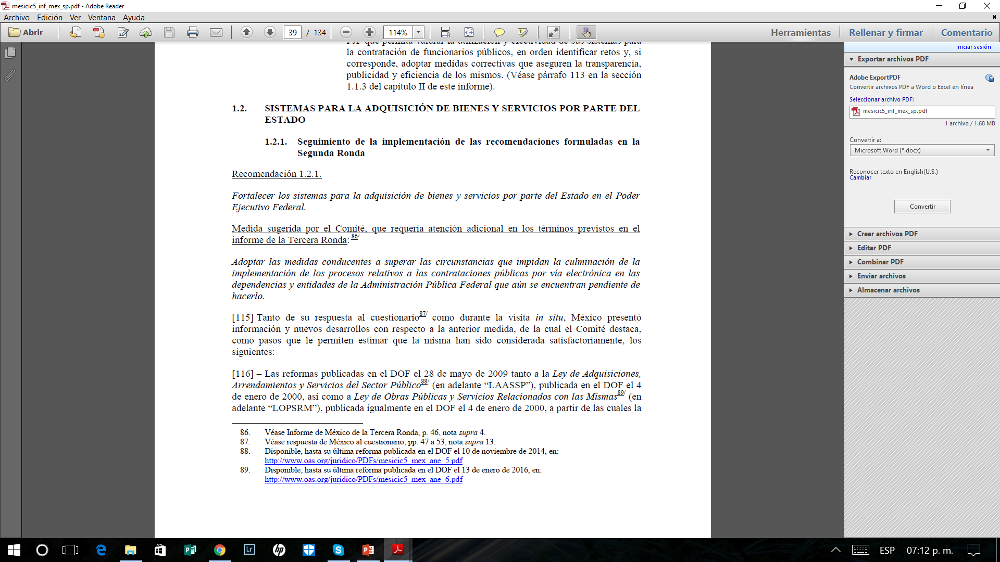 mesicic5_inf_mex_sp.pdf - Adobe Reader
Archivo Edición Ver Ventana Ayuda
Abrir 39 / 134 114% Herramientas Rellenar y firmar Comentario
Iniciar sesión
Exportar archivos PDF
Adobe ExportPDF
Convertir archivos PDF a Word o Excel en línea
Seleccionar archivo PDF:
mesicic5_inf_mex_sp.pdf
1 archivo / 1.68 MB
Convertir a:
Microsoft Word (*.docx)
Reconocer texto en English(U.S.)
Cambiar
Convertir
Crear archivos PDF
Editar PDF
Combinar PDF
Enviar archivos
Almacenar archivos
que permita valorar la utilización y efectividad de sus sistemas para
la contratación de funcionarios públicos, en orden identificar retos y, si
corresponde, adoptar medidas correctivas que aseguren la transparencia,
publicidad y eficiencia de los mismos. (Véase párrafo 113 en la sección
1.1.3 del capítulo II de este informe).
1.2. SISTEMAS PARA LA ADQUISICIÓN DE BIENES Y SERVICIOS POR PARTE DEL
ESTADO
1.2.1. Seguimiento de la implementación de las recomendaciones formuladas en la
Segunda Ronda
Recomendación 1.2.1.
Fortalecer los sistemas para la adquisición de bienes y servicios por parte del Estado en el Poder
Ejecutivo Federal.
Medida sugerida por el Comité, que requería atención adicional en los términos previstos en el
informe de la Tercera Ronda: 86/
Adoptar las medidas conducentes a superar las circunstancias que impidan la culminación de la
implementación de los procesos relativos a las contrataciones públicas por vía electrónica en las
dependencias y entidades de la Administración Pública Federal que aún se encuentran pendiente de
hacerlo.
[115] Tanto de su respuesta al cuestionario87/ como durante la visita in situ, México presentó
información y nuevos desarrollos con respecto a la anterior medida, de la cual el Comité destaca,
como pasos que le permiten estimar que la misma han sido considerada satisfactoriamente, los
siguientes:
[116] – Las reformas publicadas en el DOF el 28 de mayo de 2009 tanto a la Ley de Adquisiciones,
Arrendamientos y Servicios del Sector Público88/ (en adelante “LAASSP”), publicada en el DOF el 4
de enero de 2000, así como a Ley de Obras Públicas y Servicios Relacionados con las Mismas89/ (en
adelante “LOPSRM”), publicada igualmente en el DOF el 4 de enero de 2000, a partir de las cuales la
86. Véase Informe de México de la Tercera Ronda, p. 46, nota supra 4.
87. Véase respuesta de México al cuestionario, pp. 47 a 53, nota supra 13.
88. Disponible, hasta su última reforma publicada en el DOF el 10 de noviembre de 2014, en:
http://www.oas.org/juridico/PDFs/mesicic5_mex_ane_5.pdf
89. Disponible, hasta su última reforma publicada en el DOF el 13 de enero de 2016, en:
http://www.oas.org/juridico/PDFs/mesicic5_mex_ane_6.pdf
Lr hp ESP 07:12 p. m.